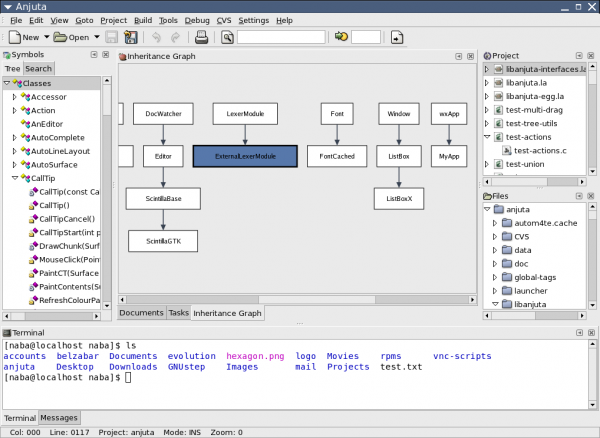 Anjuta
File Edit View Goto Project Build Tools Debug CVS Settings Help
New Open
Symbols
Tree Search
Classes
Accessor
Action
AnEditor
AutoComplete
AutoLineLayout
AutoSurface
CallTip
CallTip(const Ca
CallTip()
CallTipCancel()
CallTipStart(int p
DrawChunk(Surf
MouseClick(Poin
PaintCT(Surface
PaintContents(S
RefreshColourPa
Inheritance Graph
DocWatcher LexerModule Font Window wxApp
Editor ExternalLexerModule FontCached ListBox MyApp
ScintillaBase ListBoxX
ScintillaGTK
Documents Tasks Inheritance Graph
Project
libanjuta-interfaces.la
libanjuta.la
libanjuta-egg.la
test-multi-drag
test-tree-utils
test-actions
test-actions.c
test-union
Files
anjuta
autom4te.cache
CVS
data
doc
global-tags
launcher
libanjuta
Terminal
[naba@localhost naba]$ ls
accounts belzabar Documents evolution hexagon.png logo Movies rpms vnc-scripts
anjuta Desktop Downloads GNUstep Images mail Projects test.txt
[naba@localhost naba]$
Terminal Messages
Col: 000 Line: 0117 Project: anjuta Mode: INS Zoom: 0